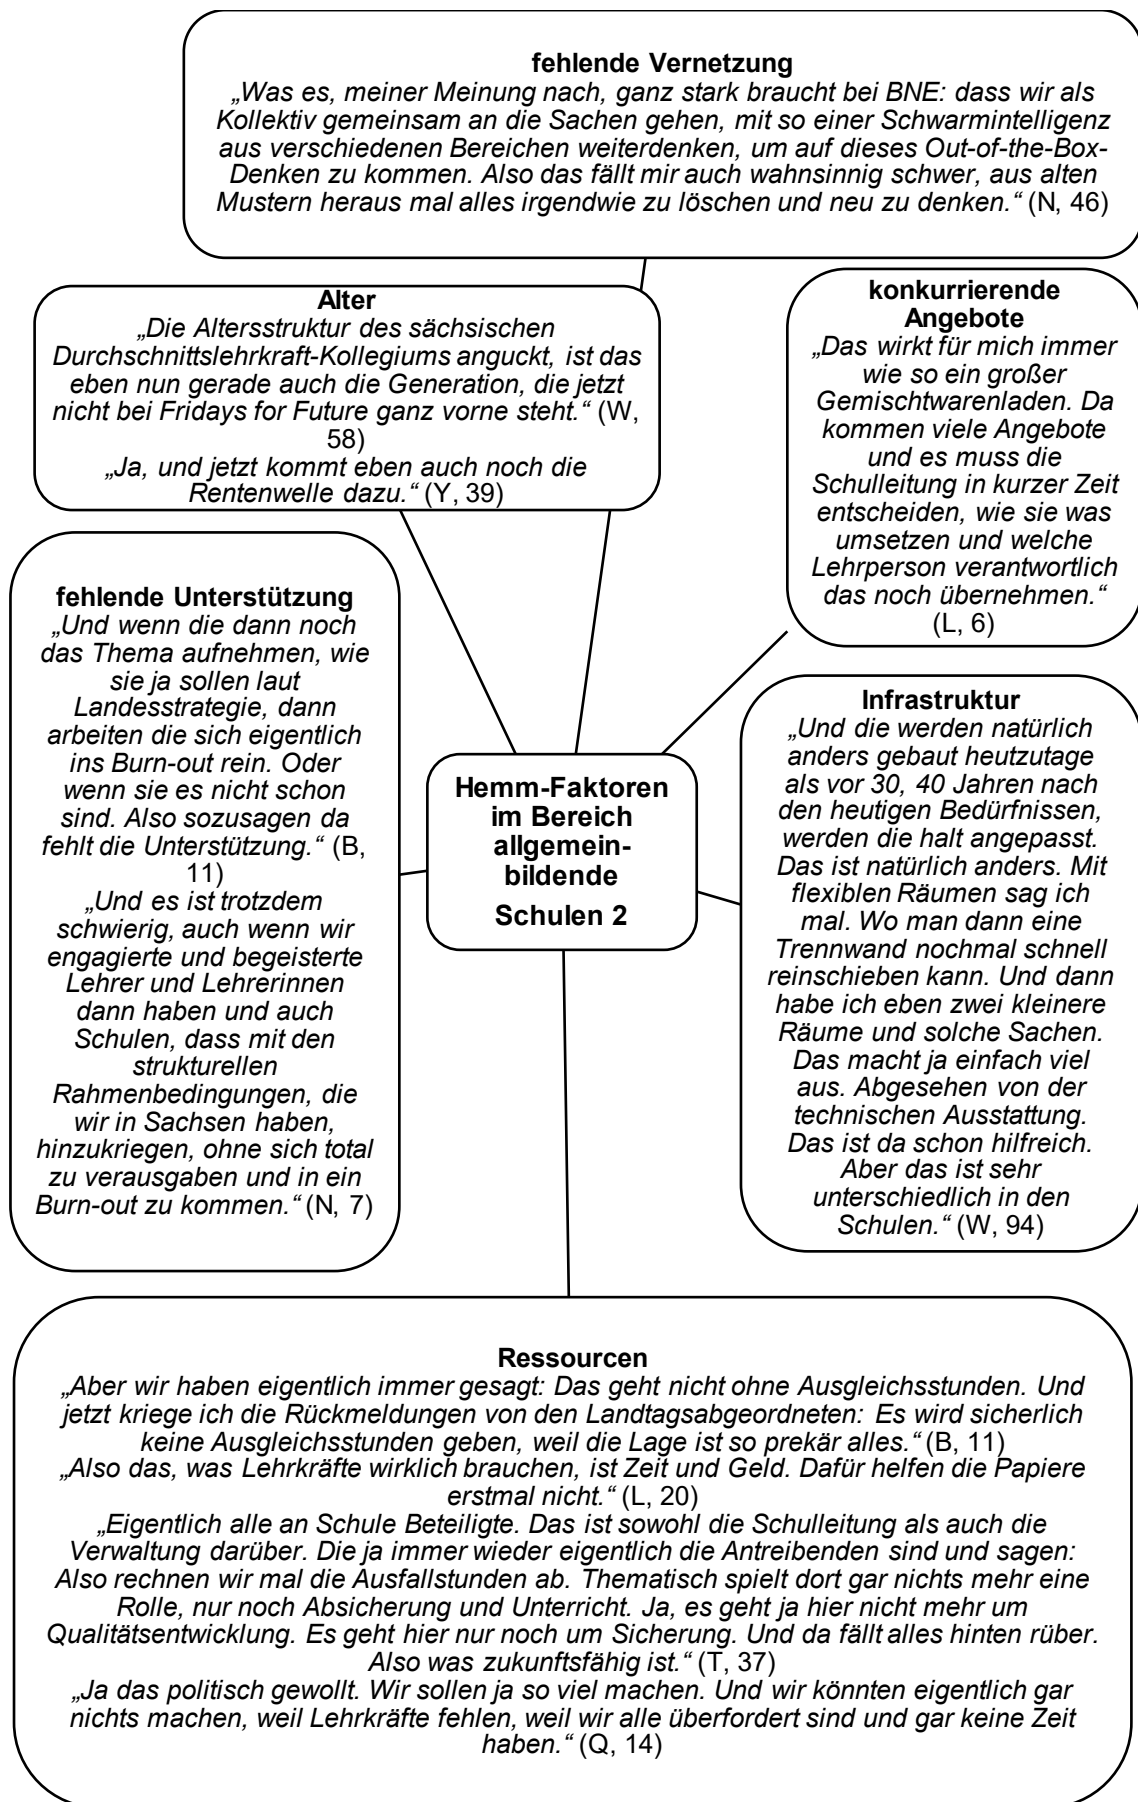 fehlende Vernetzung
„Was es, meiner Meinung nach, ganz stark braucht bei BNE: dass wir als
Kollektiv gemeinsam an die Sachen gehen, mit so einer Schwarmintelligenz
aus verschiedenen Bereichen weiterdenken, um auf dieses Out-of-the-Box-
Denken zu kommen. Also das fällt mir auch wahnsinnig schwer, aus alten
Mustern heraus mal alles irgendwie zu löschen und neu zu denken.“ (N, 46)
Alter
„Die Altersstruktur des sächsischen
Durchschnittslehrkraft-Kollegiums anguckt, ist das
eben nun gerade auch die Generation, die jetzt
nicht bei Fridays for Future ganz vorne steht.“ (W,
58)
„Ja, und jetzt kommt eben auch noch die
Rentenwelle dazu.“ (Y, 39)
konkurrierende
Angebote
„Das wirkt für mich immer
wie so ein großer
Gemischtwarenladen. Da
kommen viele Angebote
und es muss die
Schulleitung in kurzer Zeit
entscheiden, wie sie was
umsetzen und welche
Lehrperson verantwortlich
das noch übernehmen.“
(L, 6)
fehlende Unterstützung
„Und wenn die dann noch
das Thema aufnehmen, wie
sie ja sollen laut
Landesstrategie, dann
arbeiten die sich eigentlich
ins Burn-out rein. Oder
wenn sie es nicht schon
sind. Also sozusagen da
fehlt die Unterstützung.“ (B,
11)
„Und es ist trotzdem
schwierig, auch wenn wir
engagierte und begeisterte
Lehrer und Lehrerinnen
dann haben und auch
Schulen, dass mit den
strukturellen
Rahmenbedingungen, die
wir in Sachsen haben,
hinzukriegen, ohne sich total
zu verausgaben und in ein
Burn-out zu kommen.“ (N, 7)
Hemm-Faktoren
im Bereich
allgemein-
bildende
Schulen 2
Infrastruktur
„Und die werden natürlich
anders gebaut heutzutage
als vor 30, 40 Jahren nach
den heutigen Bedürfnissen,
werden die halt angepasst.
Das ist natürlich anders. Mit
flexiblen Räumen sag ich
mal. Wo man dann eine
Trennwand nochmal schnell
reinschieben kann. Und dann
habe ich eben zwei kleinere
Räume und solche Sachen.
Das macht ja einfach viel
aus. Abgesehen von der
technischen Ausstattung.
Das ist da schon hilfreich.
Aber das ist sehr
unterschiedlich in den
Schulen.“ (W, 94)
Ressourcen
„Aber wir haben eigentlich immer gesagt: Das geht nicht ohne Ausgleichsstunden. Und
jetzt kriege ich die Rückmeldungen von den Landtagsabgeordneten: Es wird sicherlich
keine Ausgleichsstunden geben, weil die Lage ist so prekär alles.“ (B, 11)
„Also das, was Lehrkräfte wirklich brauchen, ist Zeit und Geld. Dafür helfen die Papiere
erstmal nicht.“ (L, 20)
„Eigentlich alle an Schule Beteiligte. Das ist sowohl die Schulleitung als auch die
Verwaltung darüber. Die ja immer wieder eigentlich die Antreibenden sind und sagen:
Also rechnen wir mal die Ausfallstunden ab. Thematisch spielt dort gar nichts mehr eine
Rolle, nur noch Absicherung und Unterricht. Ja, es geht ja hier nicht mehr um
Qualitätsentwicklung. Es geht hier nur noch um Sicherung. Und da fällt alles hinten rüber.
Also was zukunftsfähig ist.“ (T, 37)
„Ja das politisch gewollt. Wir sollen ja so viel machen. Und wir könnten eigentlich gar
nichts machen, weil Lehrkräfte fehlen, weil wir alle überfordert sind und gar keine Zeit
haben.“ (Q, 14)